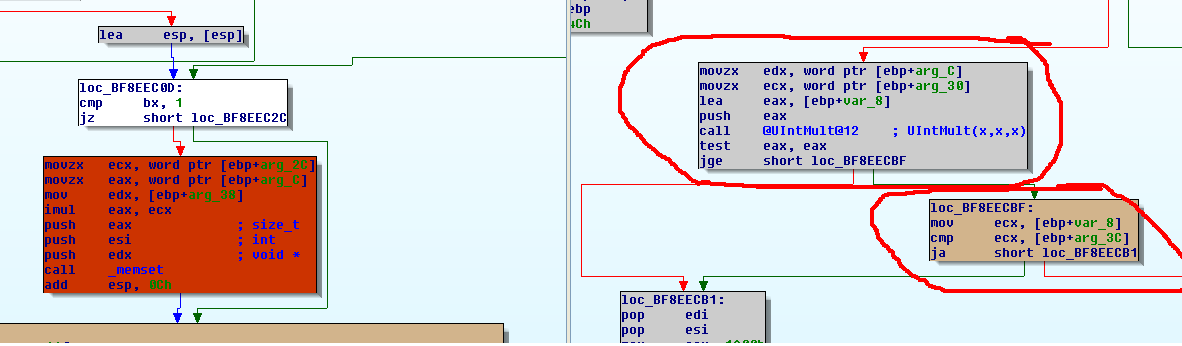 lea esp, [esp]
loc_BF8EEC0D:
cmp bx, 1
jz short loc_BF8EEC2C
movzx ecx, word ptr [ebp+arg_2C]
movzx eax, word ptr [ebp+arg_C]
mov edx, [ebp+arg_38]
imul eax, ecx
push eax ; size_t
push esi ; int
push edx ; void *
call _memset
add esp, 0Ch
ebp
4Ch
movzx edx, word ptr [ebp+arg_C]
movzx ecx, word ptr [ebp+arg_30]
lea eax, [ebp+var_8]
push eax
call @UIntMult@12 ; UIntMult(x,x,x)
test eax, eax
jge short loc_BF8EECBF
loc_BF8EECBF:
mov ecx, [ebp+var_8]
cmp ecx, [ebp+arg_3C]
ja short loc_BF8EECB1
loc_BF8EECB1:
pop edi
pop esi